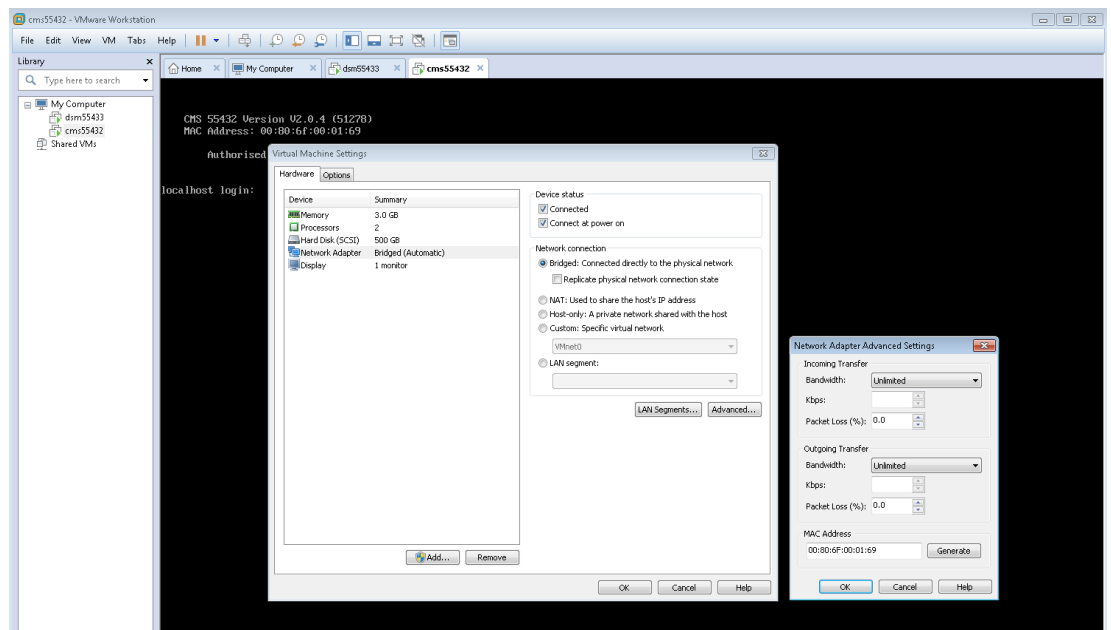 cms55432 - VMware Workstation
File Edit View VM Tabs Help
Library
Type here to search
My Computer
dsm55433
cms55432
Shared VMs
Home
My Computer
dsm55433
cms55432
CMS 55432 Version V2.0.4 (51278)
MAC Address: 00:80:6f:00:01:69
Authorised
localhost login:
Virtual Machine Settings
Hardware Options
Device Summary
Memory 3.0 GB
Processors 2
Hard Disk (SCSI) 500 GB
Network Adapter Bridged (Automatic)
Display 1 monitor
Add... Remove
Device status
Connected
Connect at power on
Network connection
Bridged: Connected directly to the physical network
Replicate physical network connection state
NAT: Used to share the host's IP address
Host-only: A private network shared with the host
Custom: Specific virtual network
VMnet0
LAN segment:
LAN Segments... Advanced...
OK Cancel Help
Network Adapter Advanced Settings
Incoming Transfer
Bandwidth: Unlimited
Kbps:
Packet Loss (%): 0.0
Outgoing Transfer
Bandwidth: Unlimited
Kbps:
Packet Loss (%): 0.0
MAC Address
00:80:6F:00:01:69 Generate
OK Cancel Help